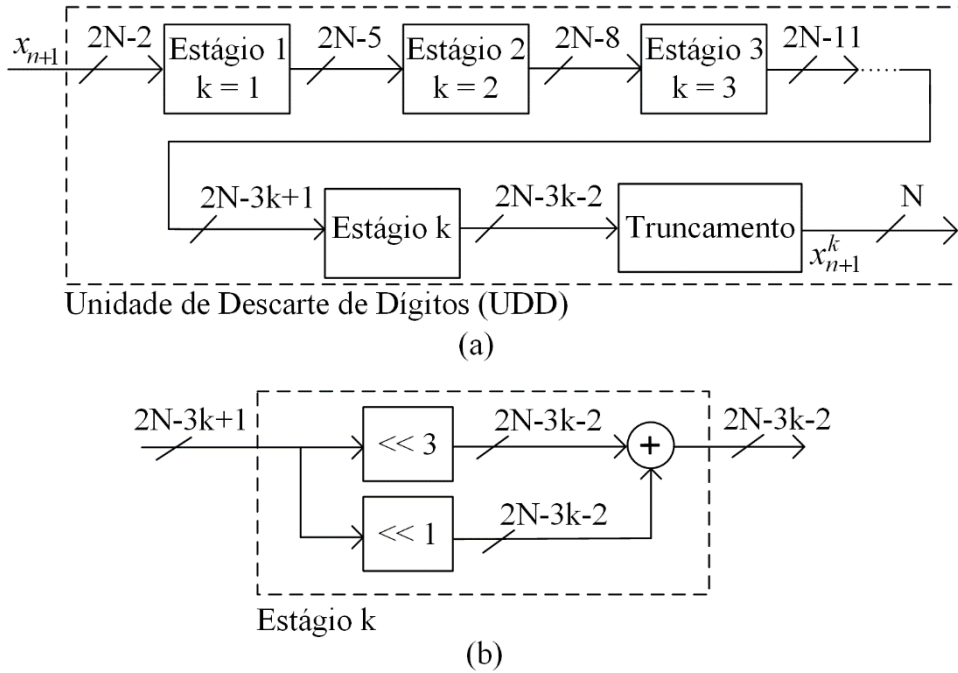 x_{n+1}
2N-2
Estágio 1
k = 1
2N-5
Estágio 2
k = 2
2N-8
Estágio 3
k = 3
2N-11
2N-3k+1
Estágio k
2N-3k-2
Truncamento
x_{n+1}^k
N
Unidade de Descarte de Dígitos (UDD)
(a)
2N-3k+1
<< 3
2N-3k-2
+
2N-3k-2
<< 1
2N-3k-2
Estágio k
(b)